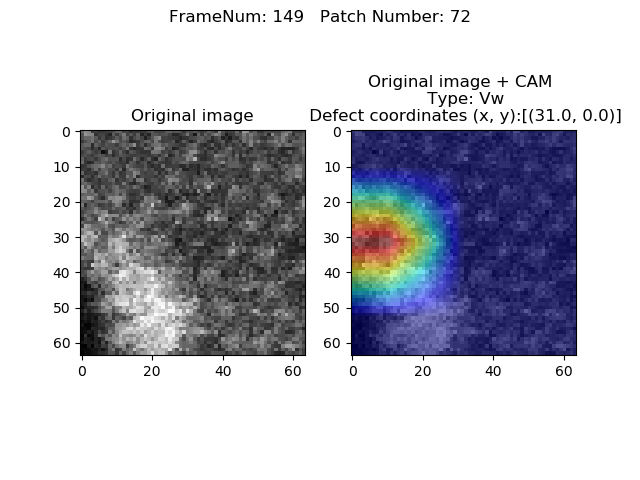 FrameNum: 149   Patch Number: 72
Original image
Original image + CAM
Type: Vw
Defect coordinates (x, y):[(31.0, 0.0)]
0
10
20
30
40
50
60
0 20 40 60
0
10
20
30
40
50
60
0 20 40 60